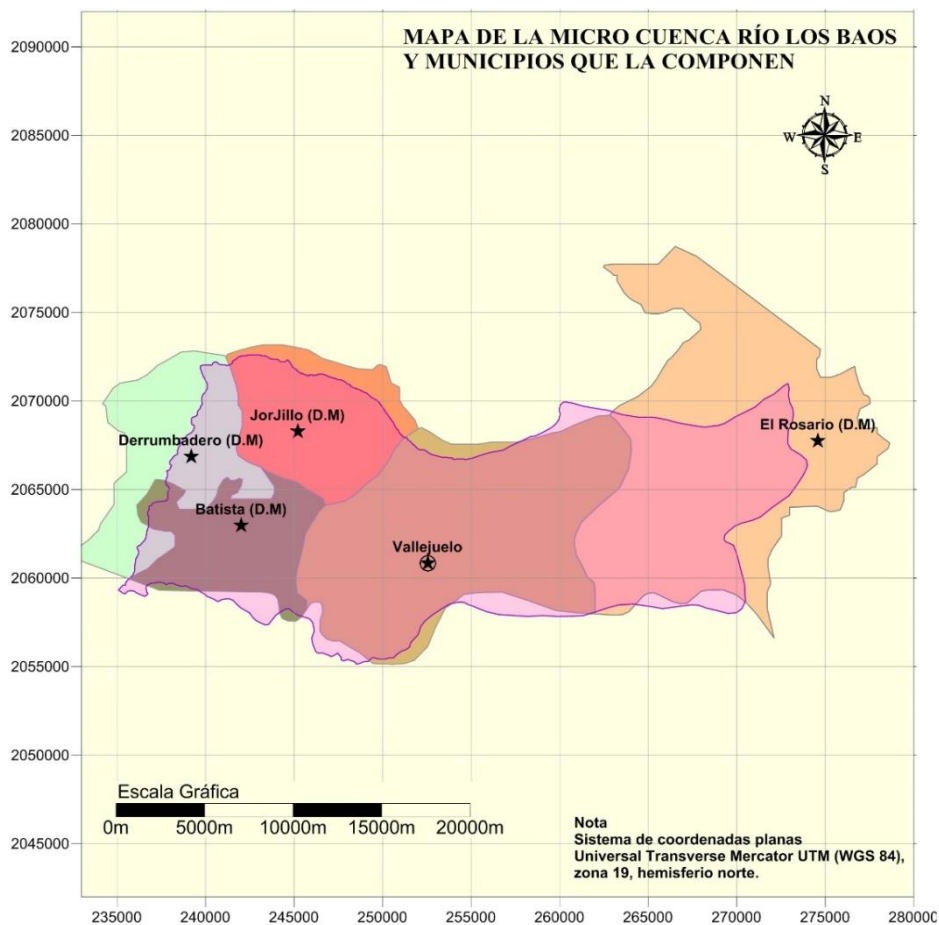 MAPA DE LA MICRO CUENCA RÍO LOS BAOS
Y MUNICIPIOS QUE LA COMPONEN
N
W E
S
2090000
2085000
2080000
2075000
2070000
2065000
2060000
2055000
2050000
2045000
JorJillo (D.M)
El Rosario (D.M)
Derrumbadero (D.M)
Batista (D.M)
Vallejuelo
Escala Gráfica
0m 5000m 10000m 15000m 20000m
Nota
Sistema de coordenadas planas
Universal Transverse Mercator UTM (WGS 84),
zona 19, hemisferio norte.
235000 240000 245000 250000 255000 260000 265000 270000 275000 280000